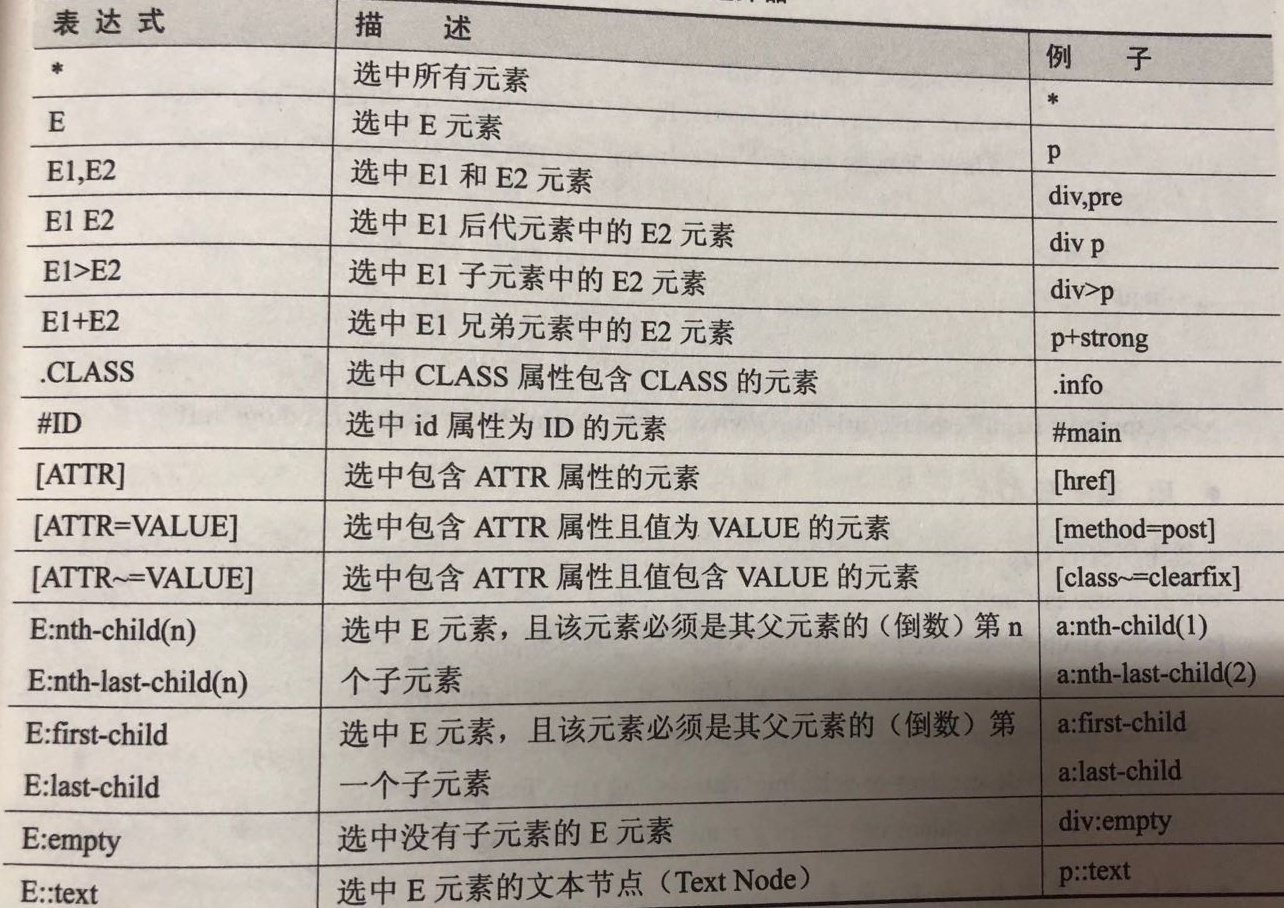 表 达 式 描 述 例 子
* 选中所有元素 *
E 选中 E 元素 p
E1,E2 选中 E1 和 E2 元素 div,pre
E1 E2 选中 E1 后代元素中的 E2 元素 div p
E1>E2 选中 E1 子元素中的 E2 元素 div>p
E1+E2 选中 E1 兄弟元素中的 E2 元素 p+strong
.CLASS 选中 CLASS 属性包含 CLASS 的元素 .info
#ID 选中 id 属性为 ID 的元素 #main
[ATTR] 选中包含 ATTR 属性的元素 [href]
[ATTR=VALUE] 选中包含 ATTR 属性且值为 VALUE 的元素 [method=post]
[ATTR~=VALUE] 选中包含 ATTR 属性且值包含 VALUE 的元素 [class~=clearfix]
E:nth-child(n) 选中 E 元素，且该元素必须是其父元素的（倒数）第 n a:nth-child(1)
E:nth-last-child(n) 个子元素 a:nth-last-child(2)
E:first-child 选中 E 元素，且该元素必须是其父元素的（倒数）第 a:first-child
E:last-child 一个子元素 a:last-child
E:empty 选中没有子元素的 E 元素 div:empty
E::text 选中 E 元素的文本节点（Text Node） p::text